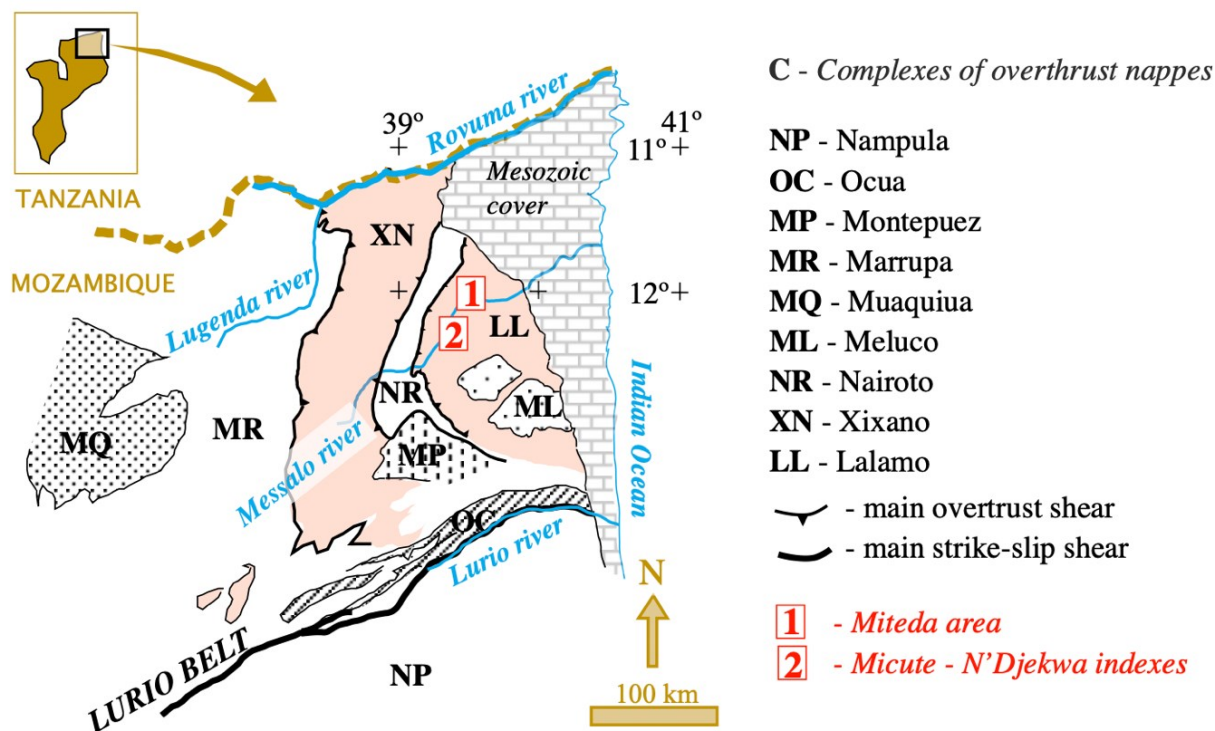 TANZANIA
MOZAMBIQUE
39º
41º
11º
12º
Rovuma river
Mesozoic
cover
XN
Lugenda river
1
2
LL
NR
ML
MQ
MR
MP
Messalo river
OC
Lurio river
Indian Ocean
LURIO BELT
NP
N
100 km
C - Complexes of overthrust nappes
NP - Nampula
OC - Ocua
MP - Montepuez
MR - Marrupa
MQ - Muaquiua
ML - Meluco
NR - Nairoto
XN - Xixano
LL - Lalamo
- main overtrust shear
- main strike-slip shear
1 - Miteda area
2 - Micute - N'Djekwa indexes